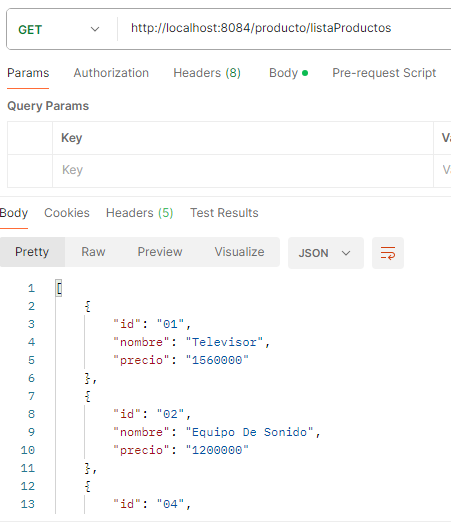 GET http://localhost:8084/producto/listaProductos
Params Authorization Headers (8) Body Pre-request Script
Query Params
Key
Key
Body Cookies Headers (5) Test Results
Pretty Raw Preview Visualize JSON
1 [
2 {
3 "id": "01",
4 "nombre": "Televisor",
5 "precio": "1560000"
6 },
7 {
8 "id": "02",
9 "nombre": "Equipo De Sonido",
10 "precio": "1200000"
11 },
12 {
13 "id": "04",